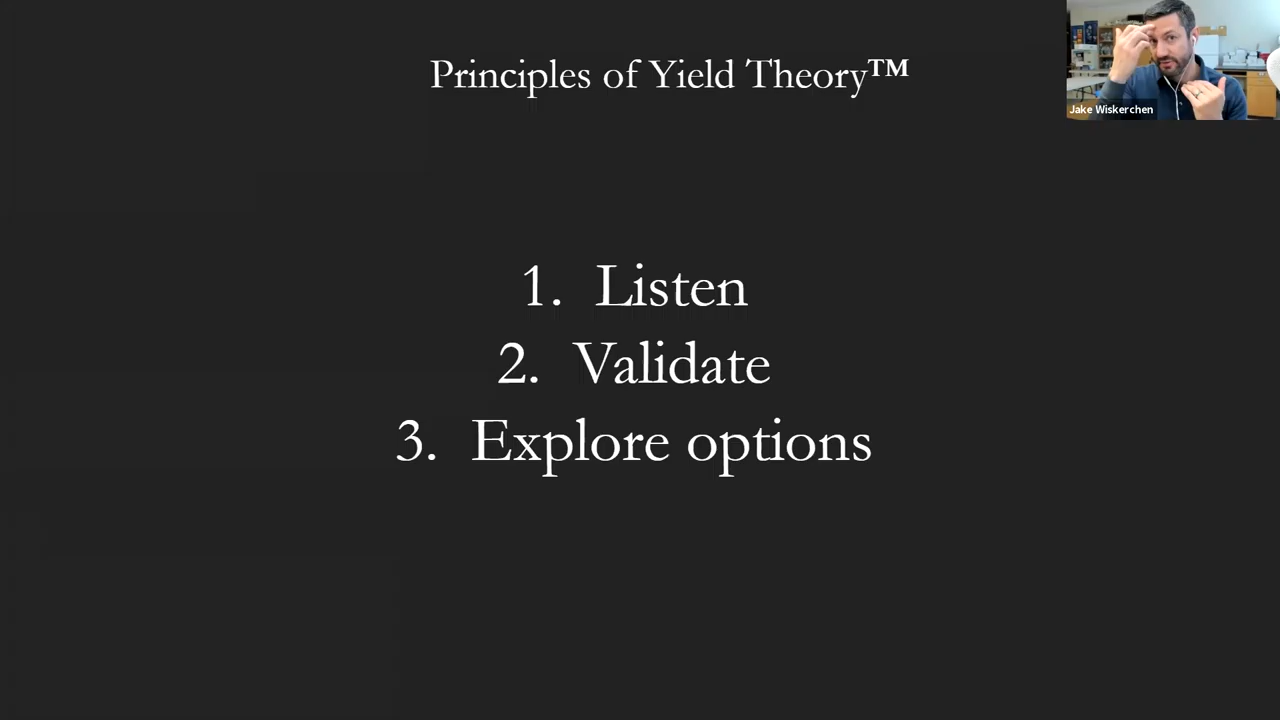 Principles of Yield Theory™
Jake Wiskerchen
1. Listen
2. Validate
3. Explore options